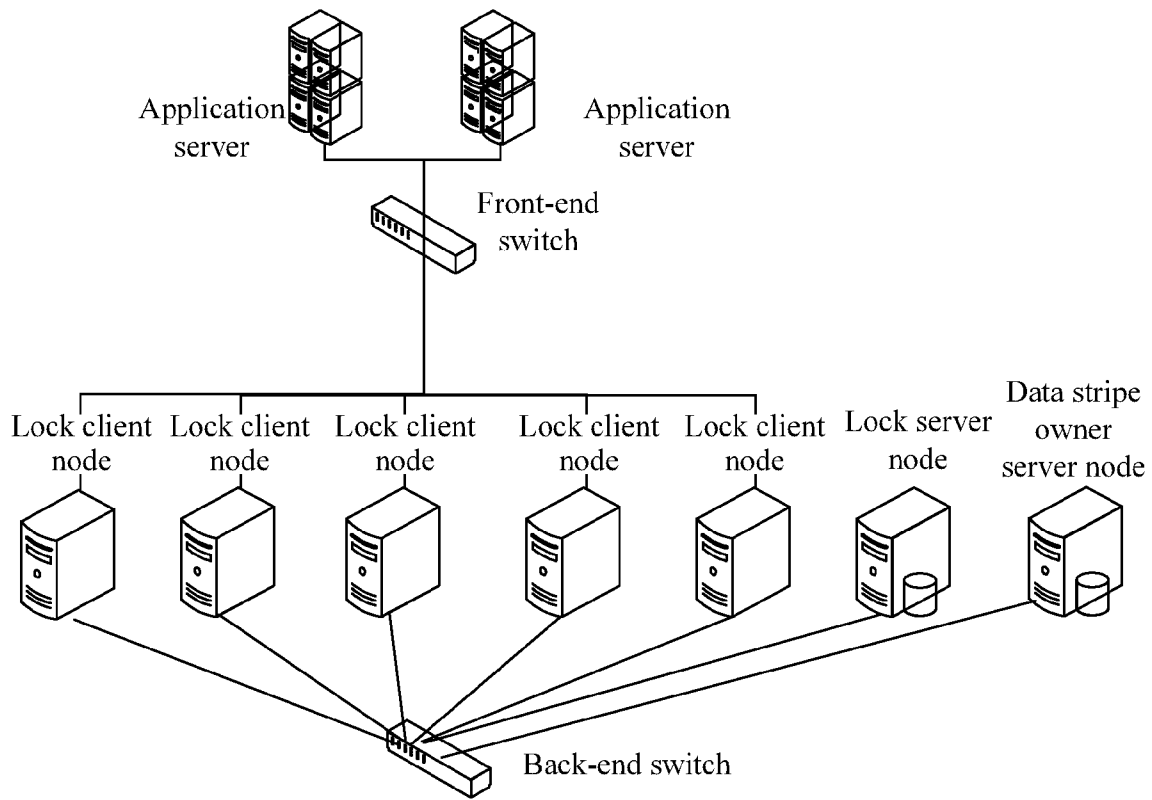 Application
server
Application
server
Front-end
switch
Lock client
node
Lock client
node
Lock client
node
Lock client
node
Lock client
node
Lock server
node
Data stripe
owner
server node
Back-end switch